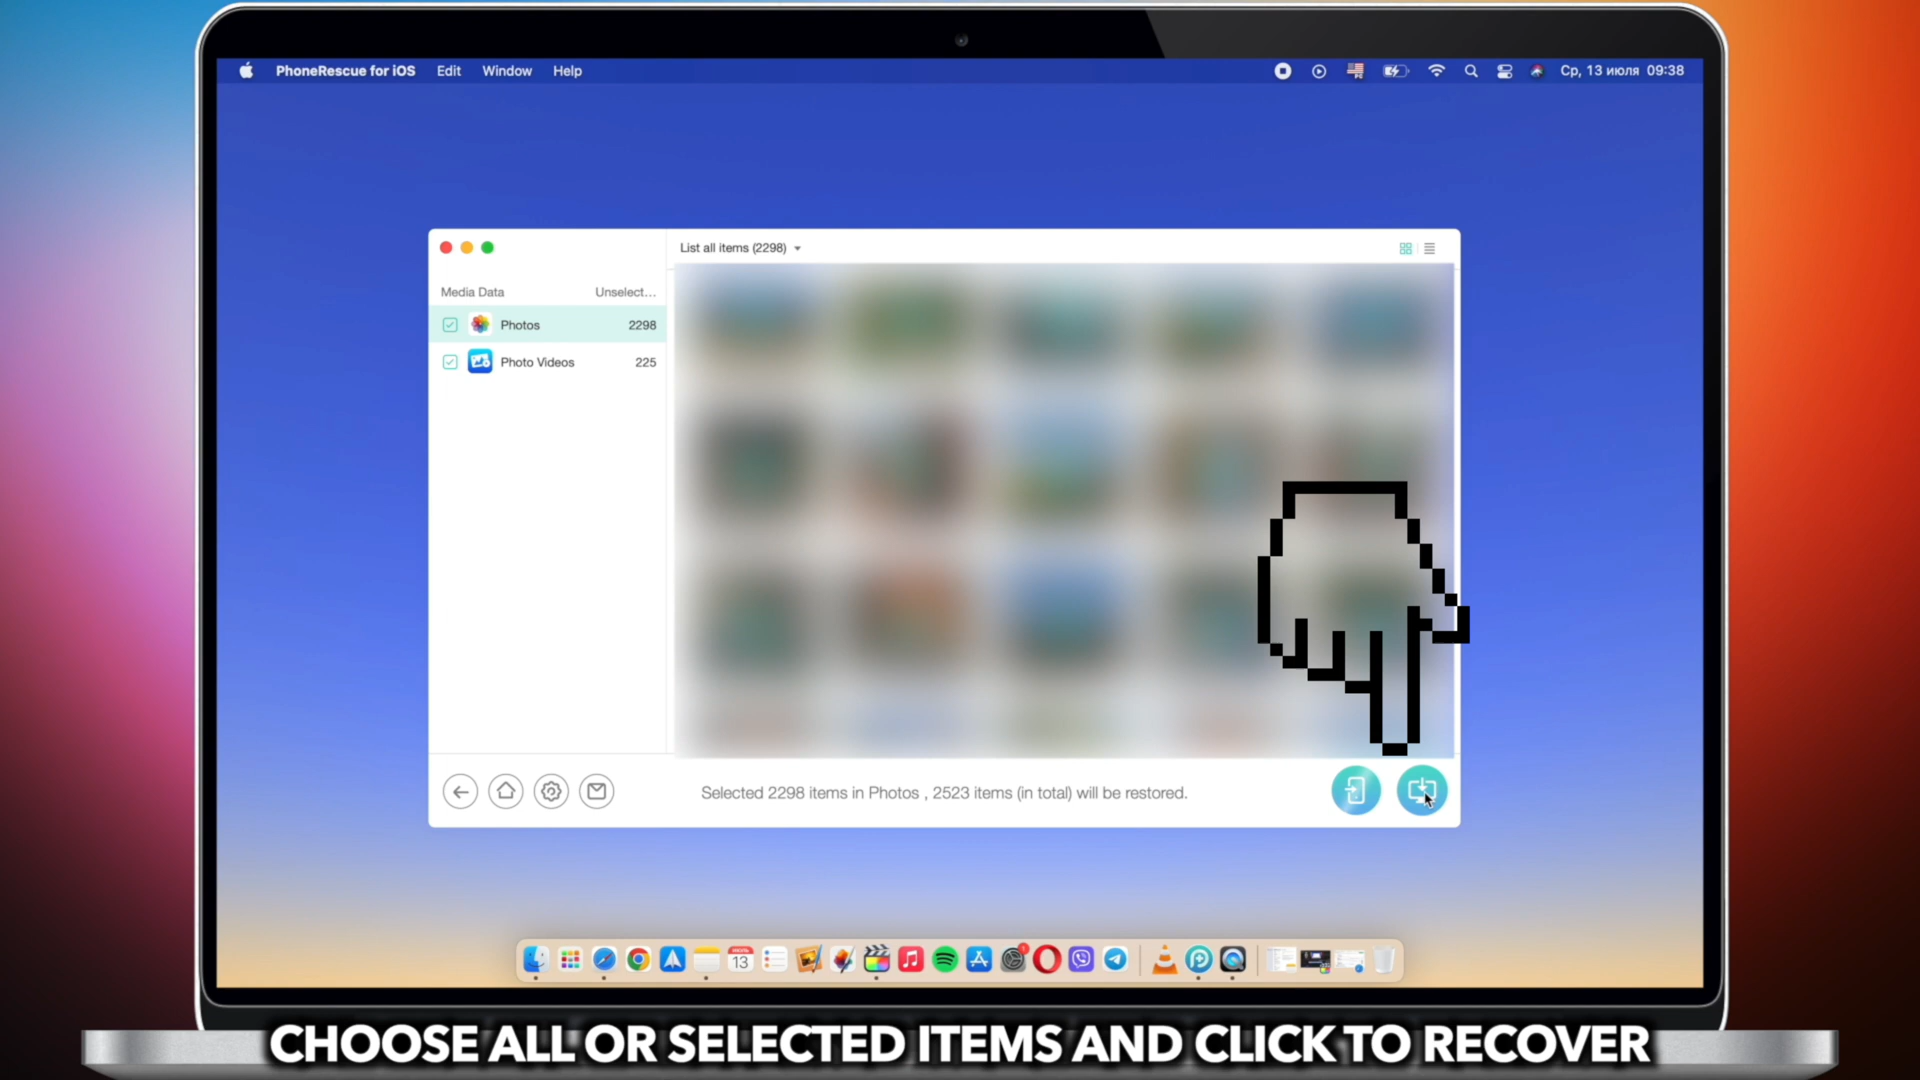 PhoneRescue for iOS Edit Window Help
Ср, 13 июля 09:38
List all items (2298)
Media Data Unselect...
Photos 2298
Photo Videos 225
Selected 2298 items in Photos , 2523 items (in total) will be restored.
13
1
CHOOSE ALL OR SELECTED ITEMS AND CLICK TO RECOVER